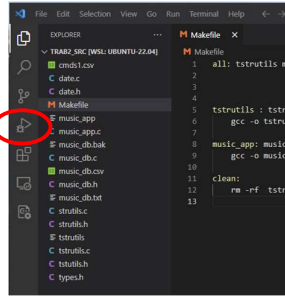 File Edit Selection View Go Run Terminal Help
EXPLORER
TRAB2_SRC [WSL: UBUNTU-22.04]
cmds1.csv
C date.c
C date.h
M Makefile
music_app
C music_app.c
music_db.bak
C music_db.c
music_db.csv
C music_db.h
music_db.txt
C strutils.c
C strutils.h
tstrutils
C tstrutils.c
C tstutils.h
C types.h
M Makefile ×
M Makefile
1 all: tstrutils m
2
3
4
5 tstrutils : tstr
6 gcc -o tstru
7
8 music_app: music
9 gcc -o music
10
11 clean:
12 rm -rf tstr
13